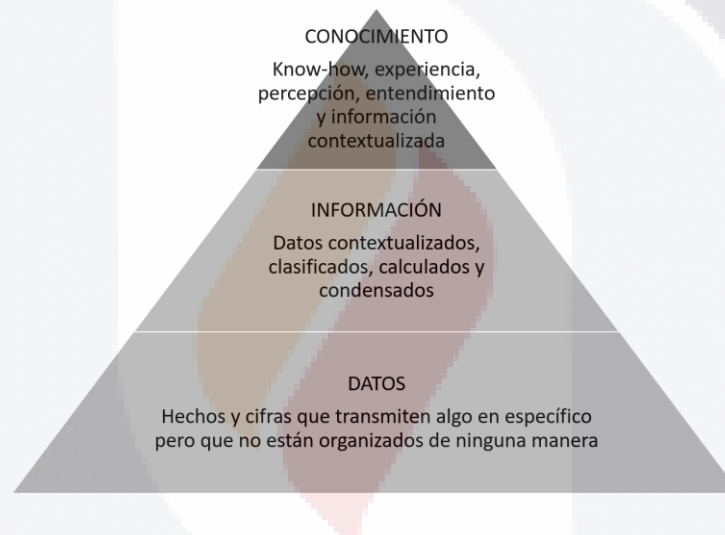 CONOCIMIENTO
Know-how, experiencia,
percepción, entendimiento
y información
contextualizada
INFORMACIÓN
Datos contextualizados,
clasificados, calculados y
condensados
DATOS
Hechos y cifras que transmiten algo en específico
pero que no están organizados de ninguna manera